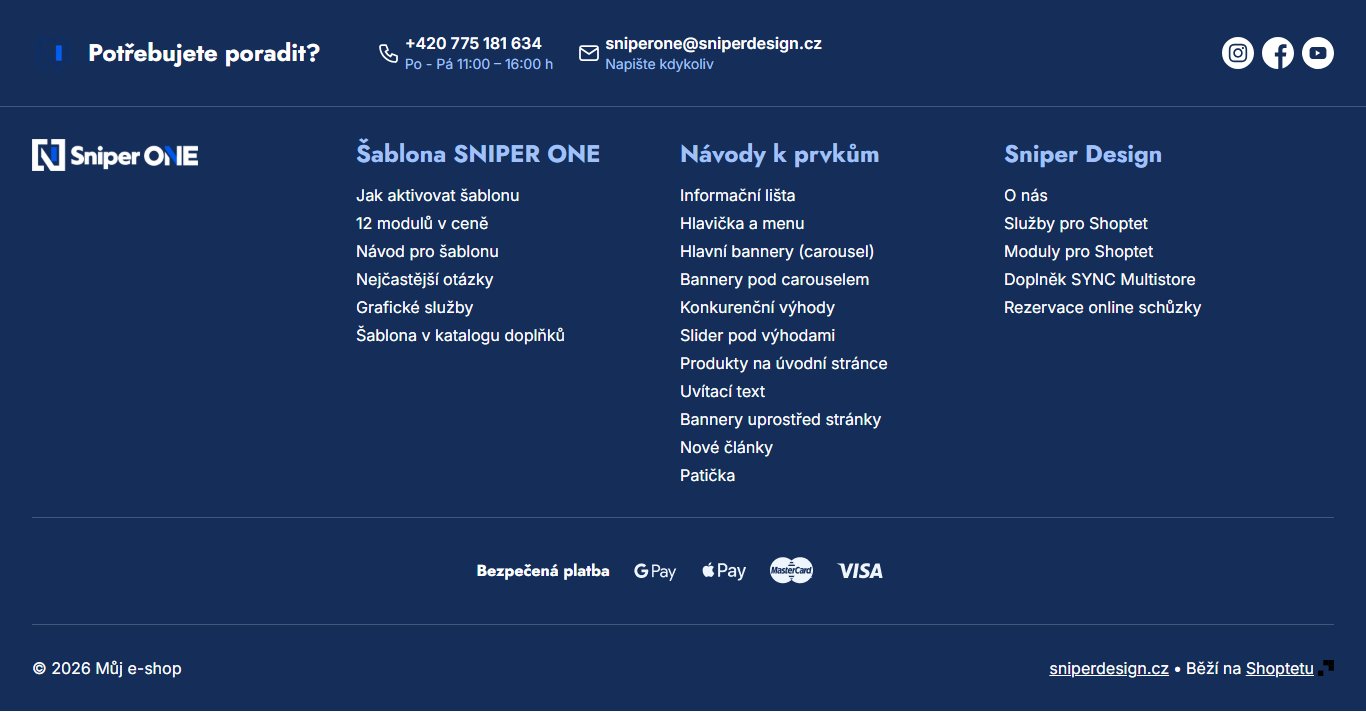 Potřebujete poradit?
+420 775 181 634
Po - Pá 11:00 – 16:00 h
sniperone@sniperdesign.cz
Napište kdykoliv
Sniper ONE
Šablona SNIPER ONE
Jak aktivovat šablonu
12 modulů v ceně
Návod pro šablonu
Nejčastější otázky
Grafické služby
Šablona v katalogu doplňků
Návody k prvkům
Informační lišta
Hlavička a menu
Hlavní bannery (carousel)
Bannery pod carouselem
Konkurenční výhody
Slider pod výhodami
Produkty na úvodní stránce
Uvítací text
Bannery uprostřed stránky
Nové články
Patička
Sniper Design
O nás
Služby pro Shoptet
Moduly pro Shoptet
Doplněk SYNC Multistore
Rezervace online schůzky
Bezpečená platba G Pay Pay MasterCard VISA
© 2026 Můj e-shop
sniperdesign.cz • Běží na Shoptetu